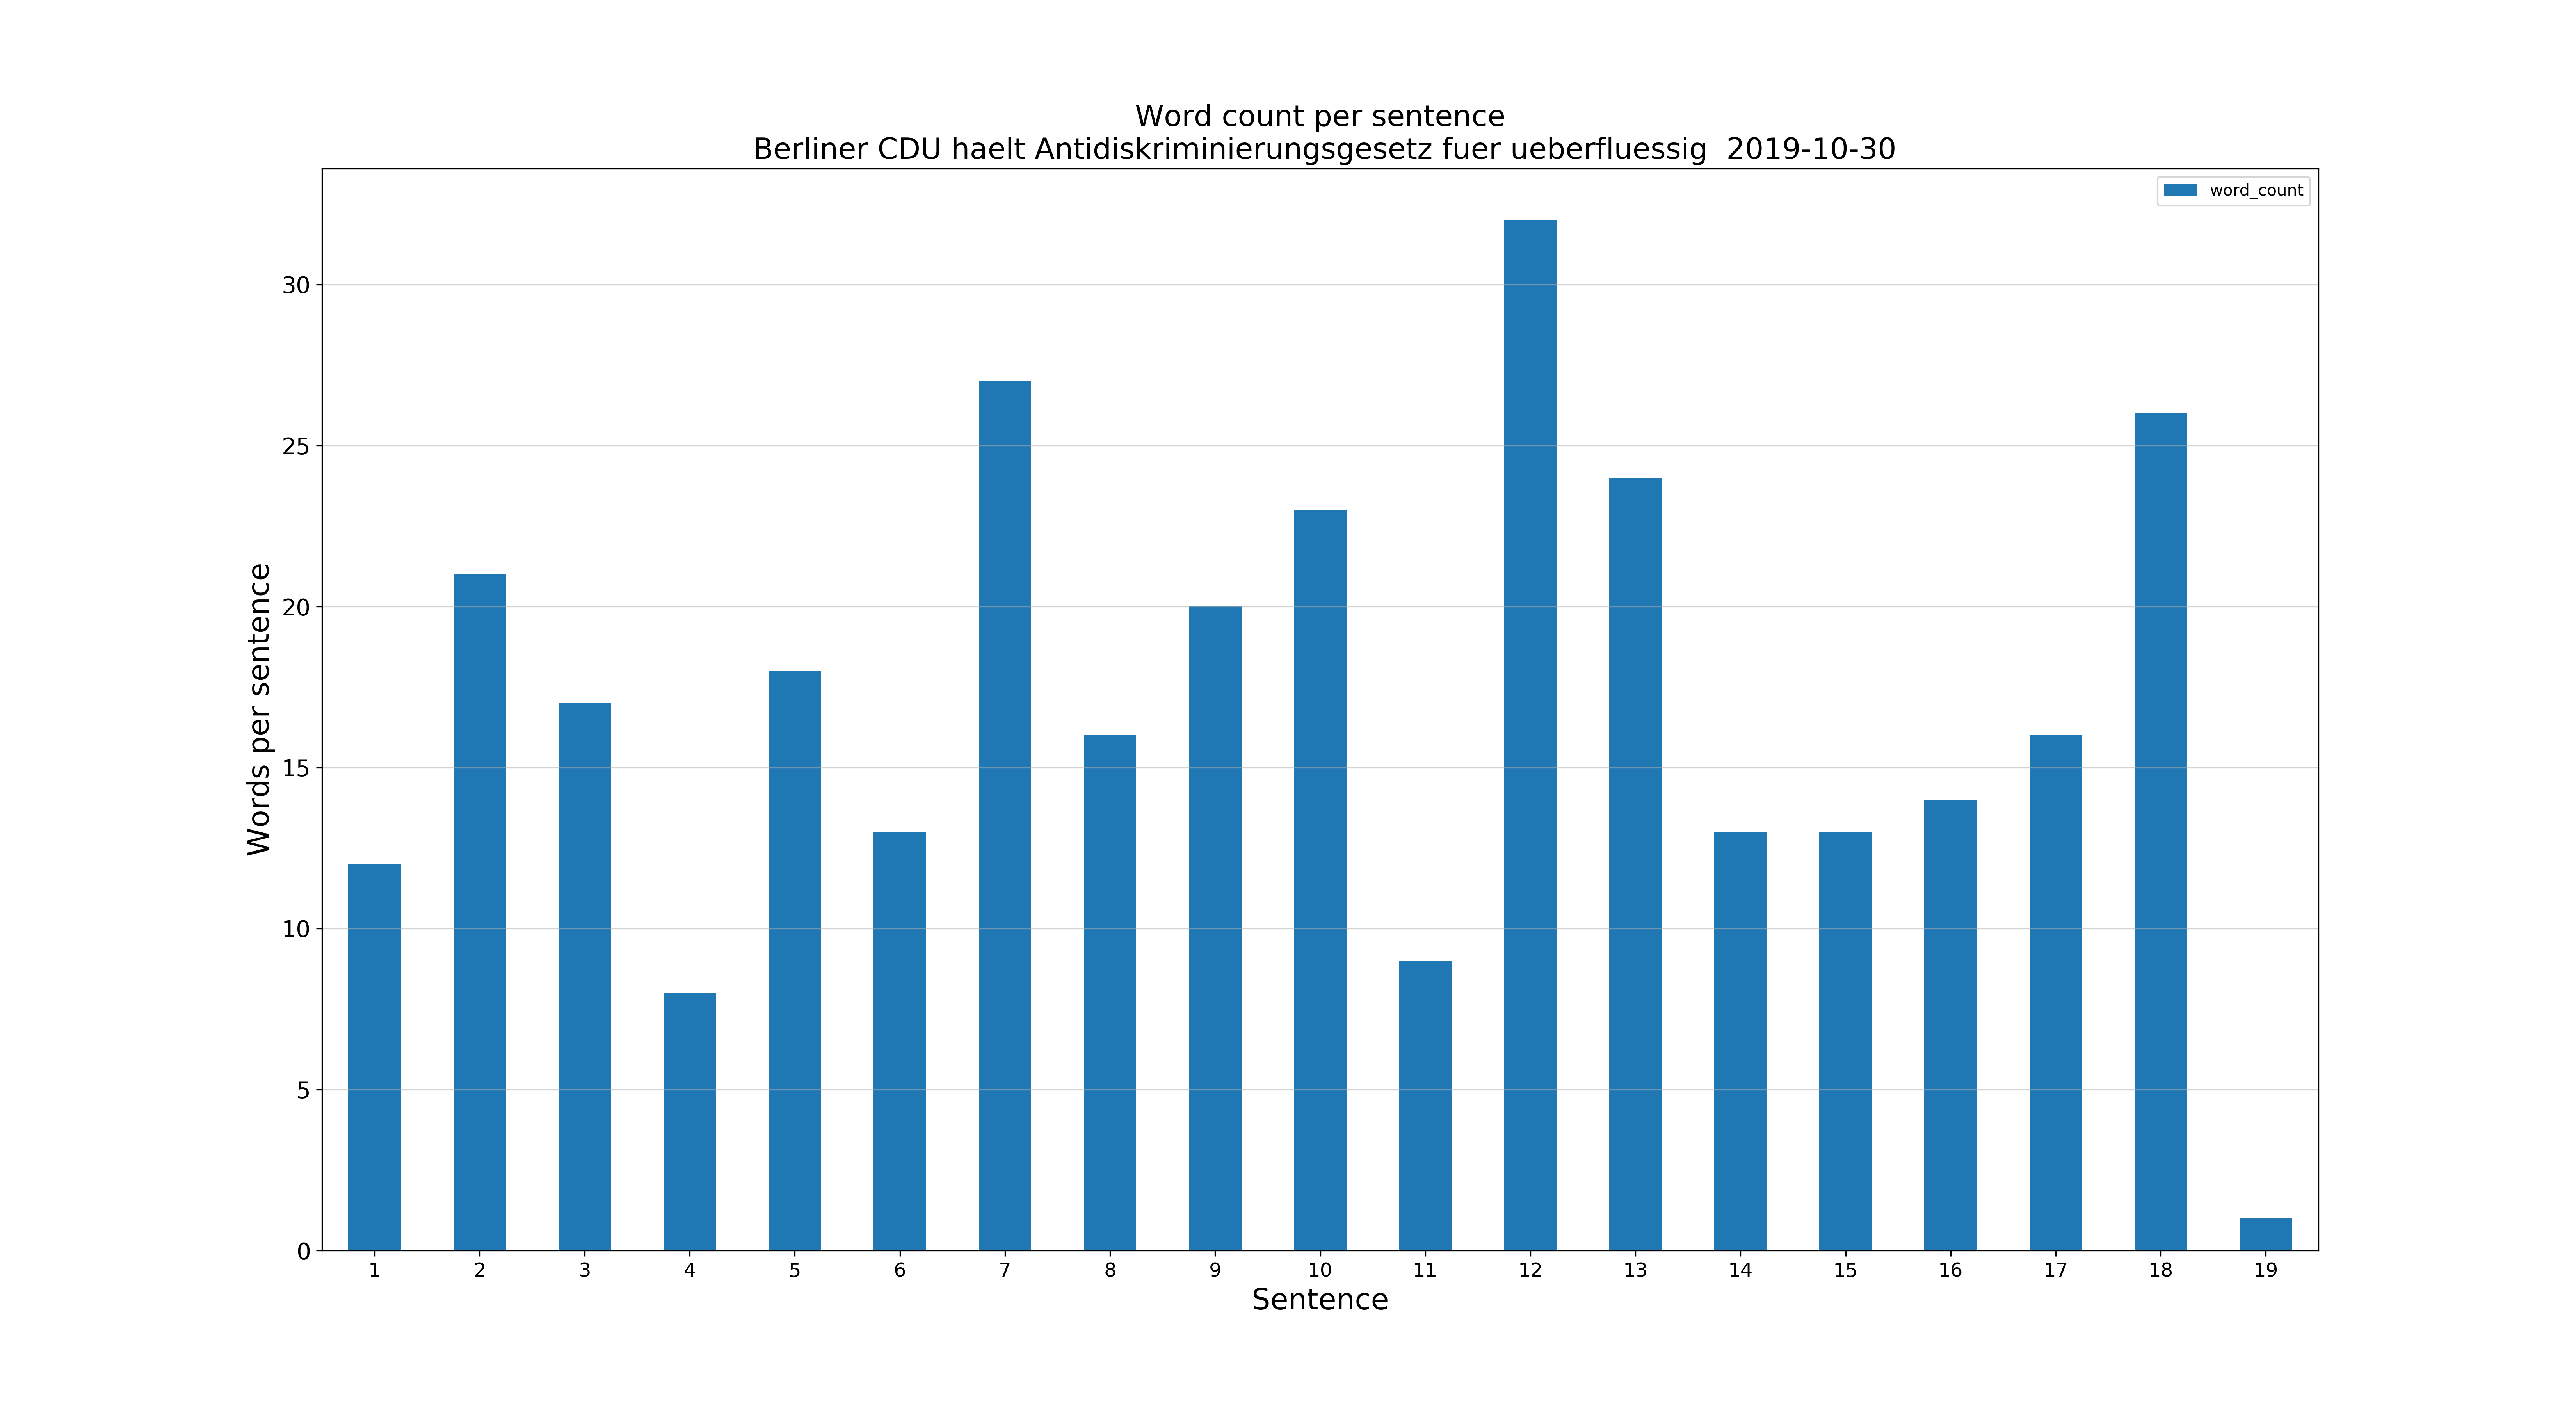 Word count per sentence
Berliner CDU haelt Antidiskriminierungsgesetz fuer ueberfluessig  2019-10-30
word_count
30
25
20
15
10
5
0
Words per sentence
1 2 3 4 5 6 7 8 9 10 11 12 13 14 15 16 17 18 19
Sentence